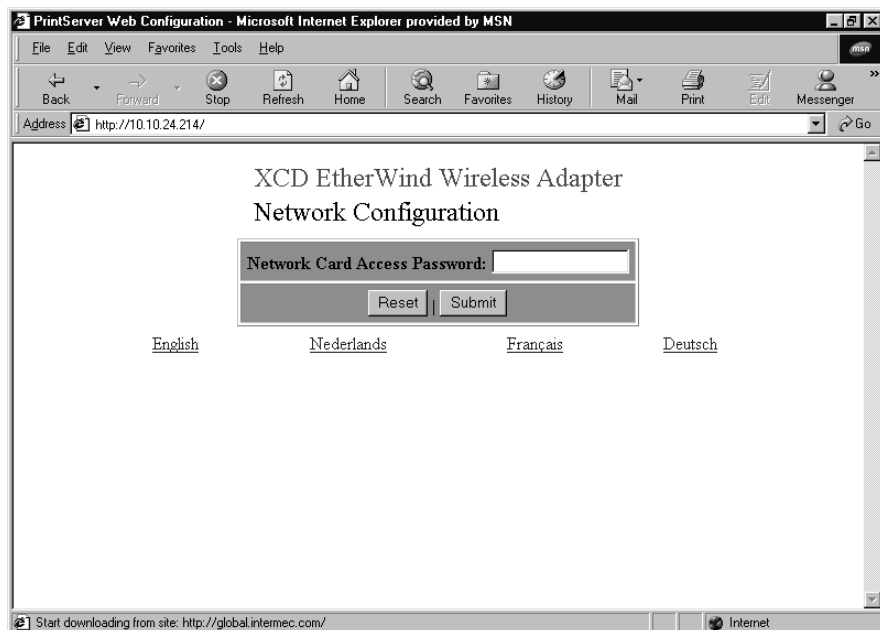 PrintServer Web Configuration - Microsoft Internet Explorer provided by MSN
File Edit View Favorites Tools Help
msn
Back Forward Stop Refresh Home Search Favorites History Mail Print Edit Messenger »
Address http://10.10.24.214/ Go
XCD EtherWind Wireless Adapter
Network Configuration
Network Card Access Password:
Reset | Submit
English Nederlands Français Deutsch
Start downloading from site: http://global.intermec.com/ Internet